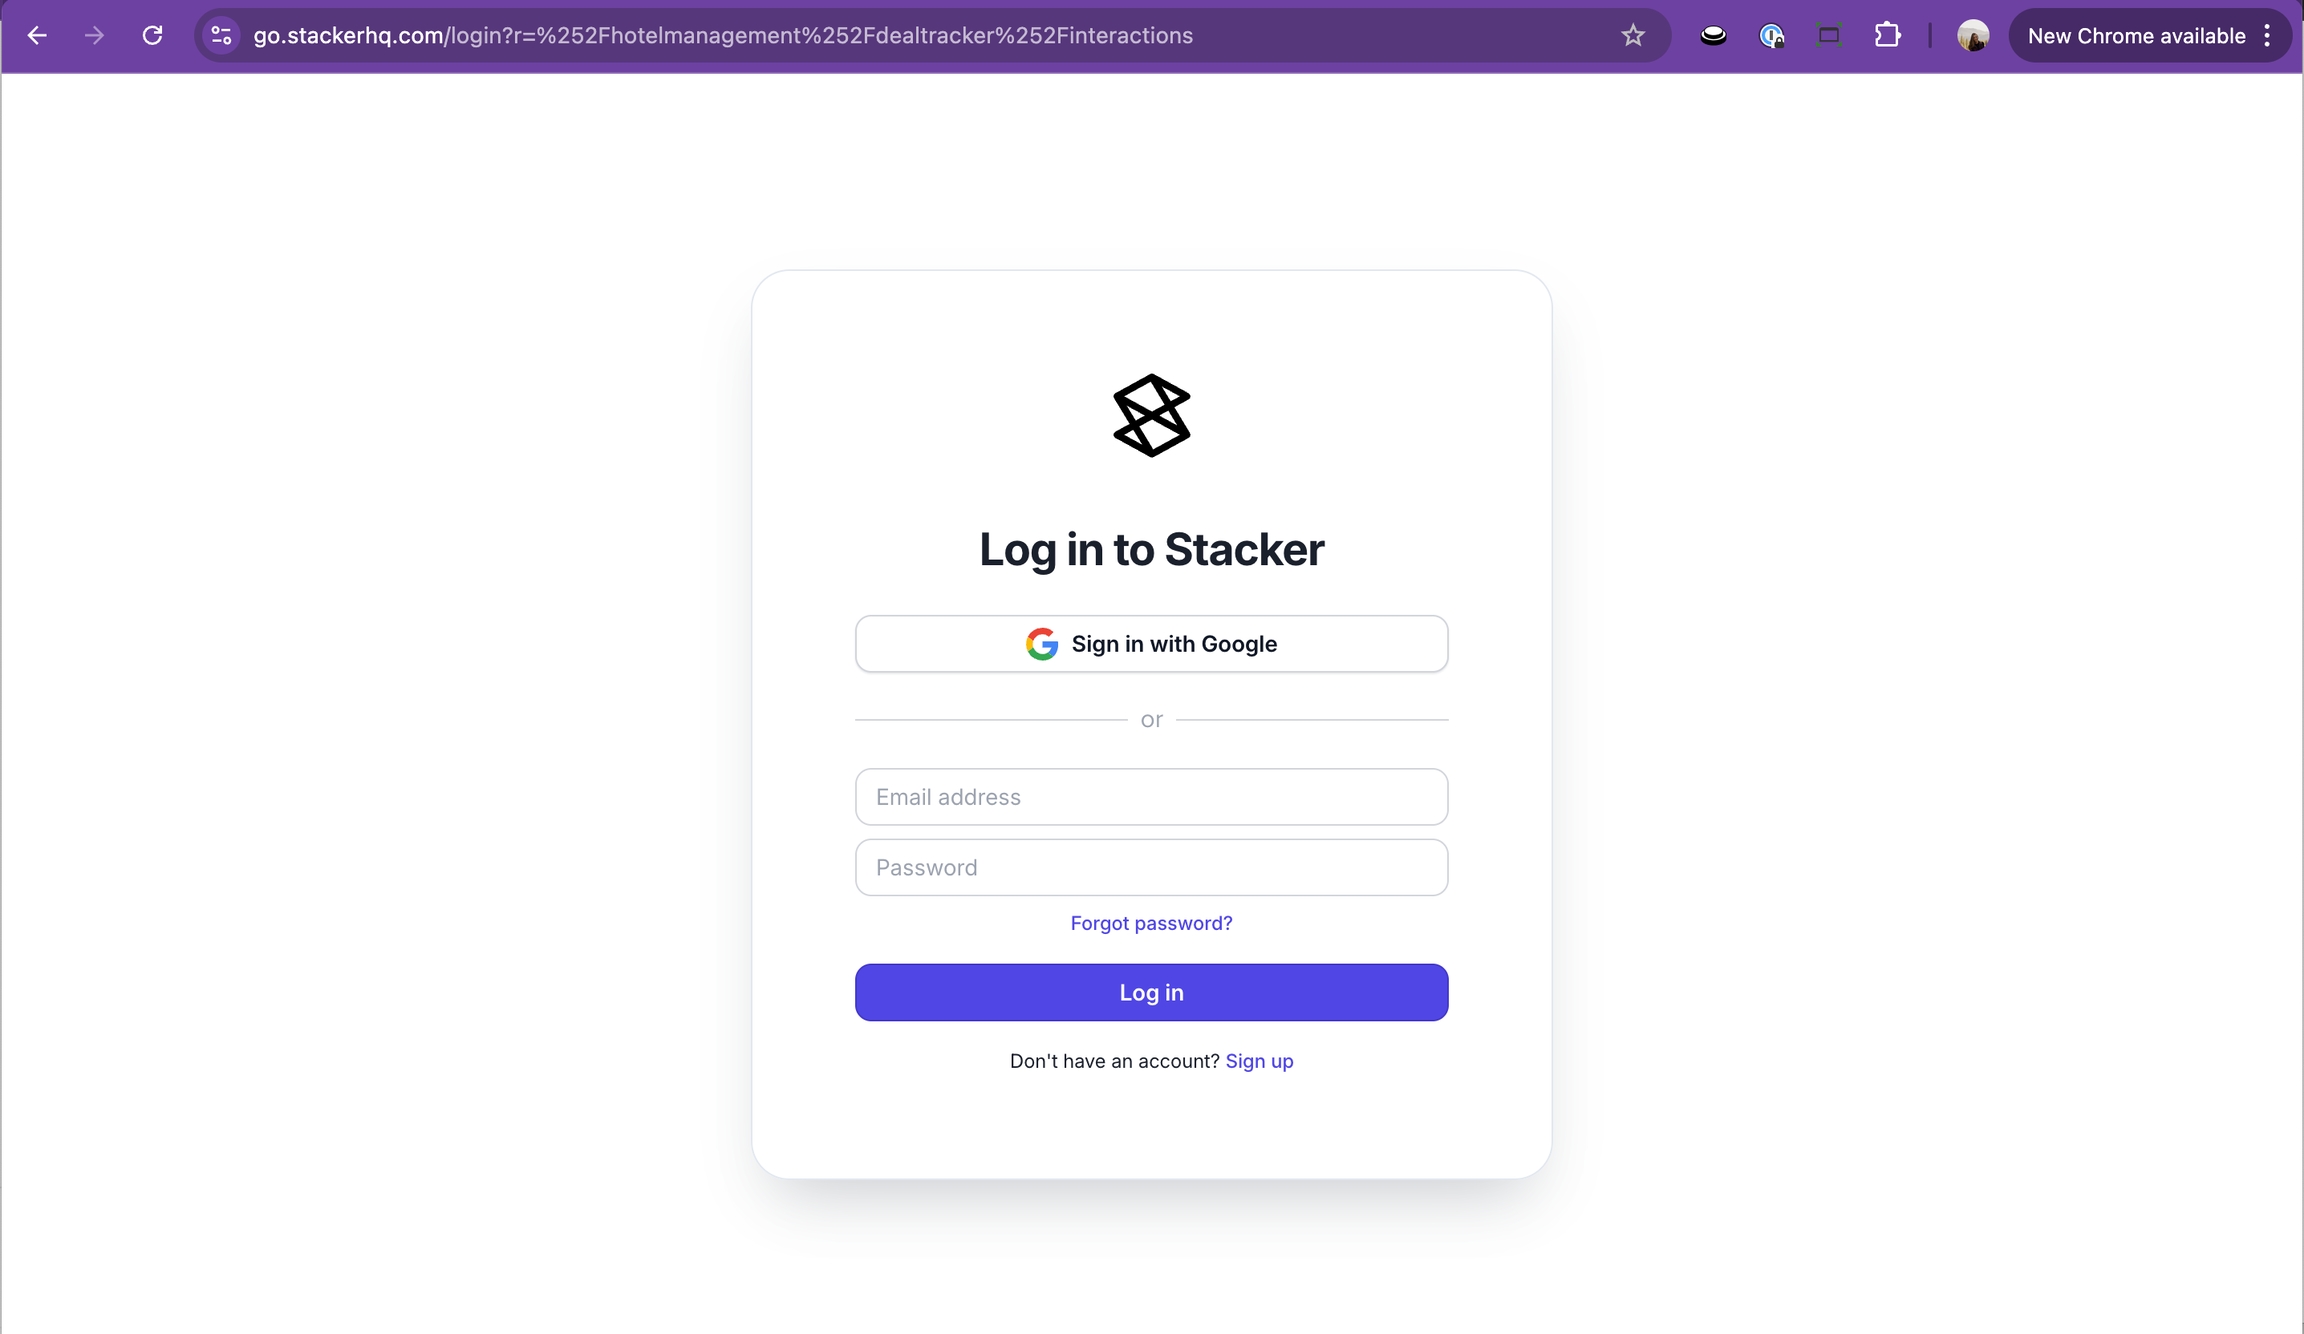 go.stackerhq.com/login?r=%252Fhotelmanagement%252Fdealtracker%252Finteractions
New Chrome available
Log in to Stacker
Sign in with Google
or
Email address
Password
Forgot password?
Log in
Don't have an account? Sign up